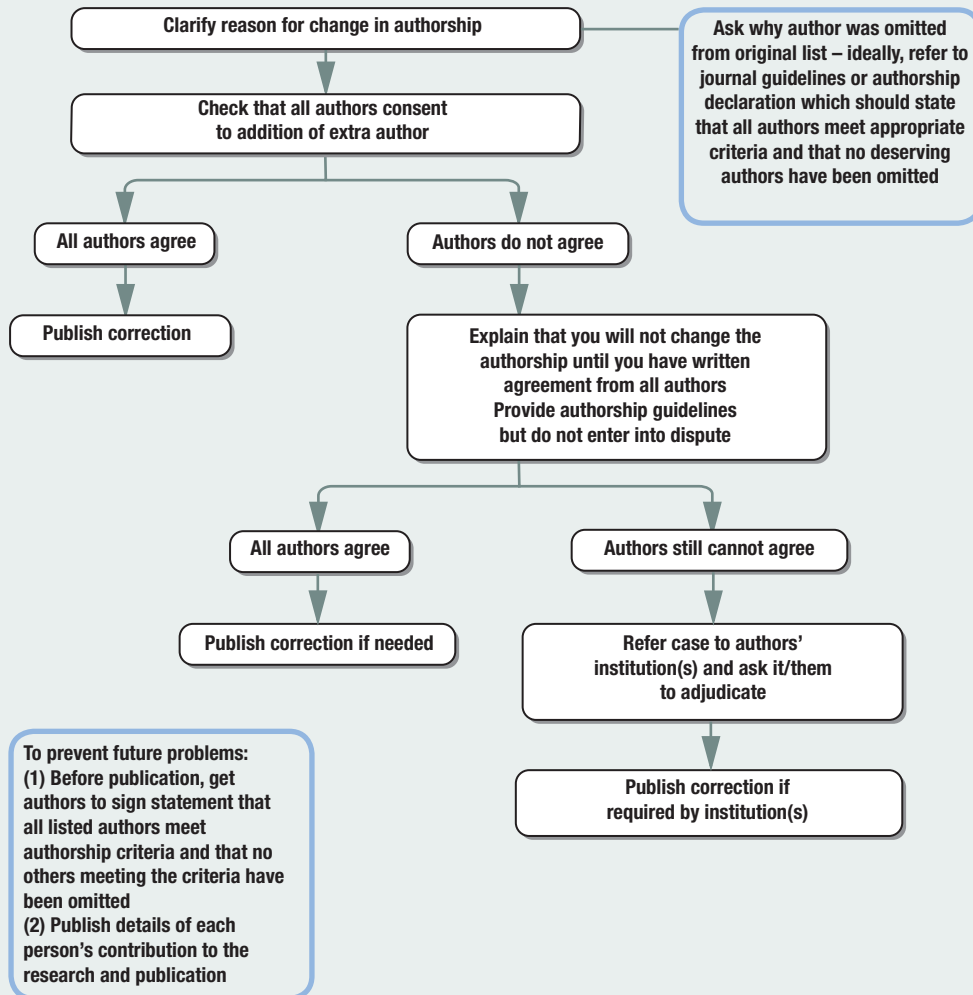 Clarify reason for change in authorship
Ask why author was omitted
from original list – ideally, refer to
journal guidelines or authorship
declaration which should state
that all authors meet appropriate
criteria and that no deserving
authors have been omitted
Check that all authors consent
to addition of extra author
All authors agree
Authors do not agree
Publish correction
Explain that you will not change the
authorship until you have written
agreement from all authors
Provide authorship guidelines
but do not enter into dispute
All authors agree
Authors still cannot agree
Publish correction if needed
Refer case to authors’
institution(s) and ask it/them
to adjudicate
Publish correction if
required by institution(s)
To prevent future problems:
(1) Before publication, get
authors to sign statement that
all listed authors meet
authorship criteria and that no
others meeting the criteria have
been omitted
(2) Publish details of each
person’s contribution to the
research and publication